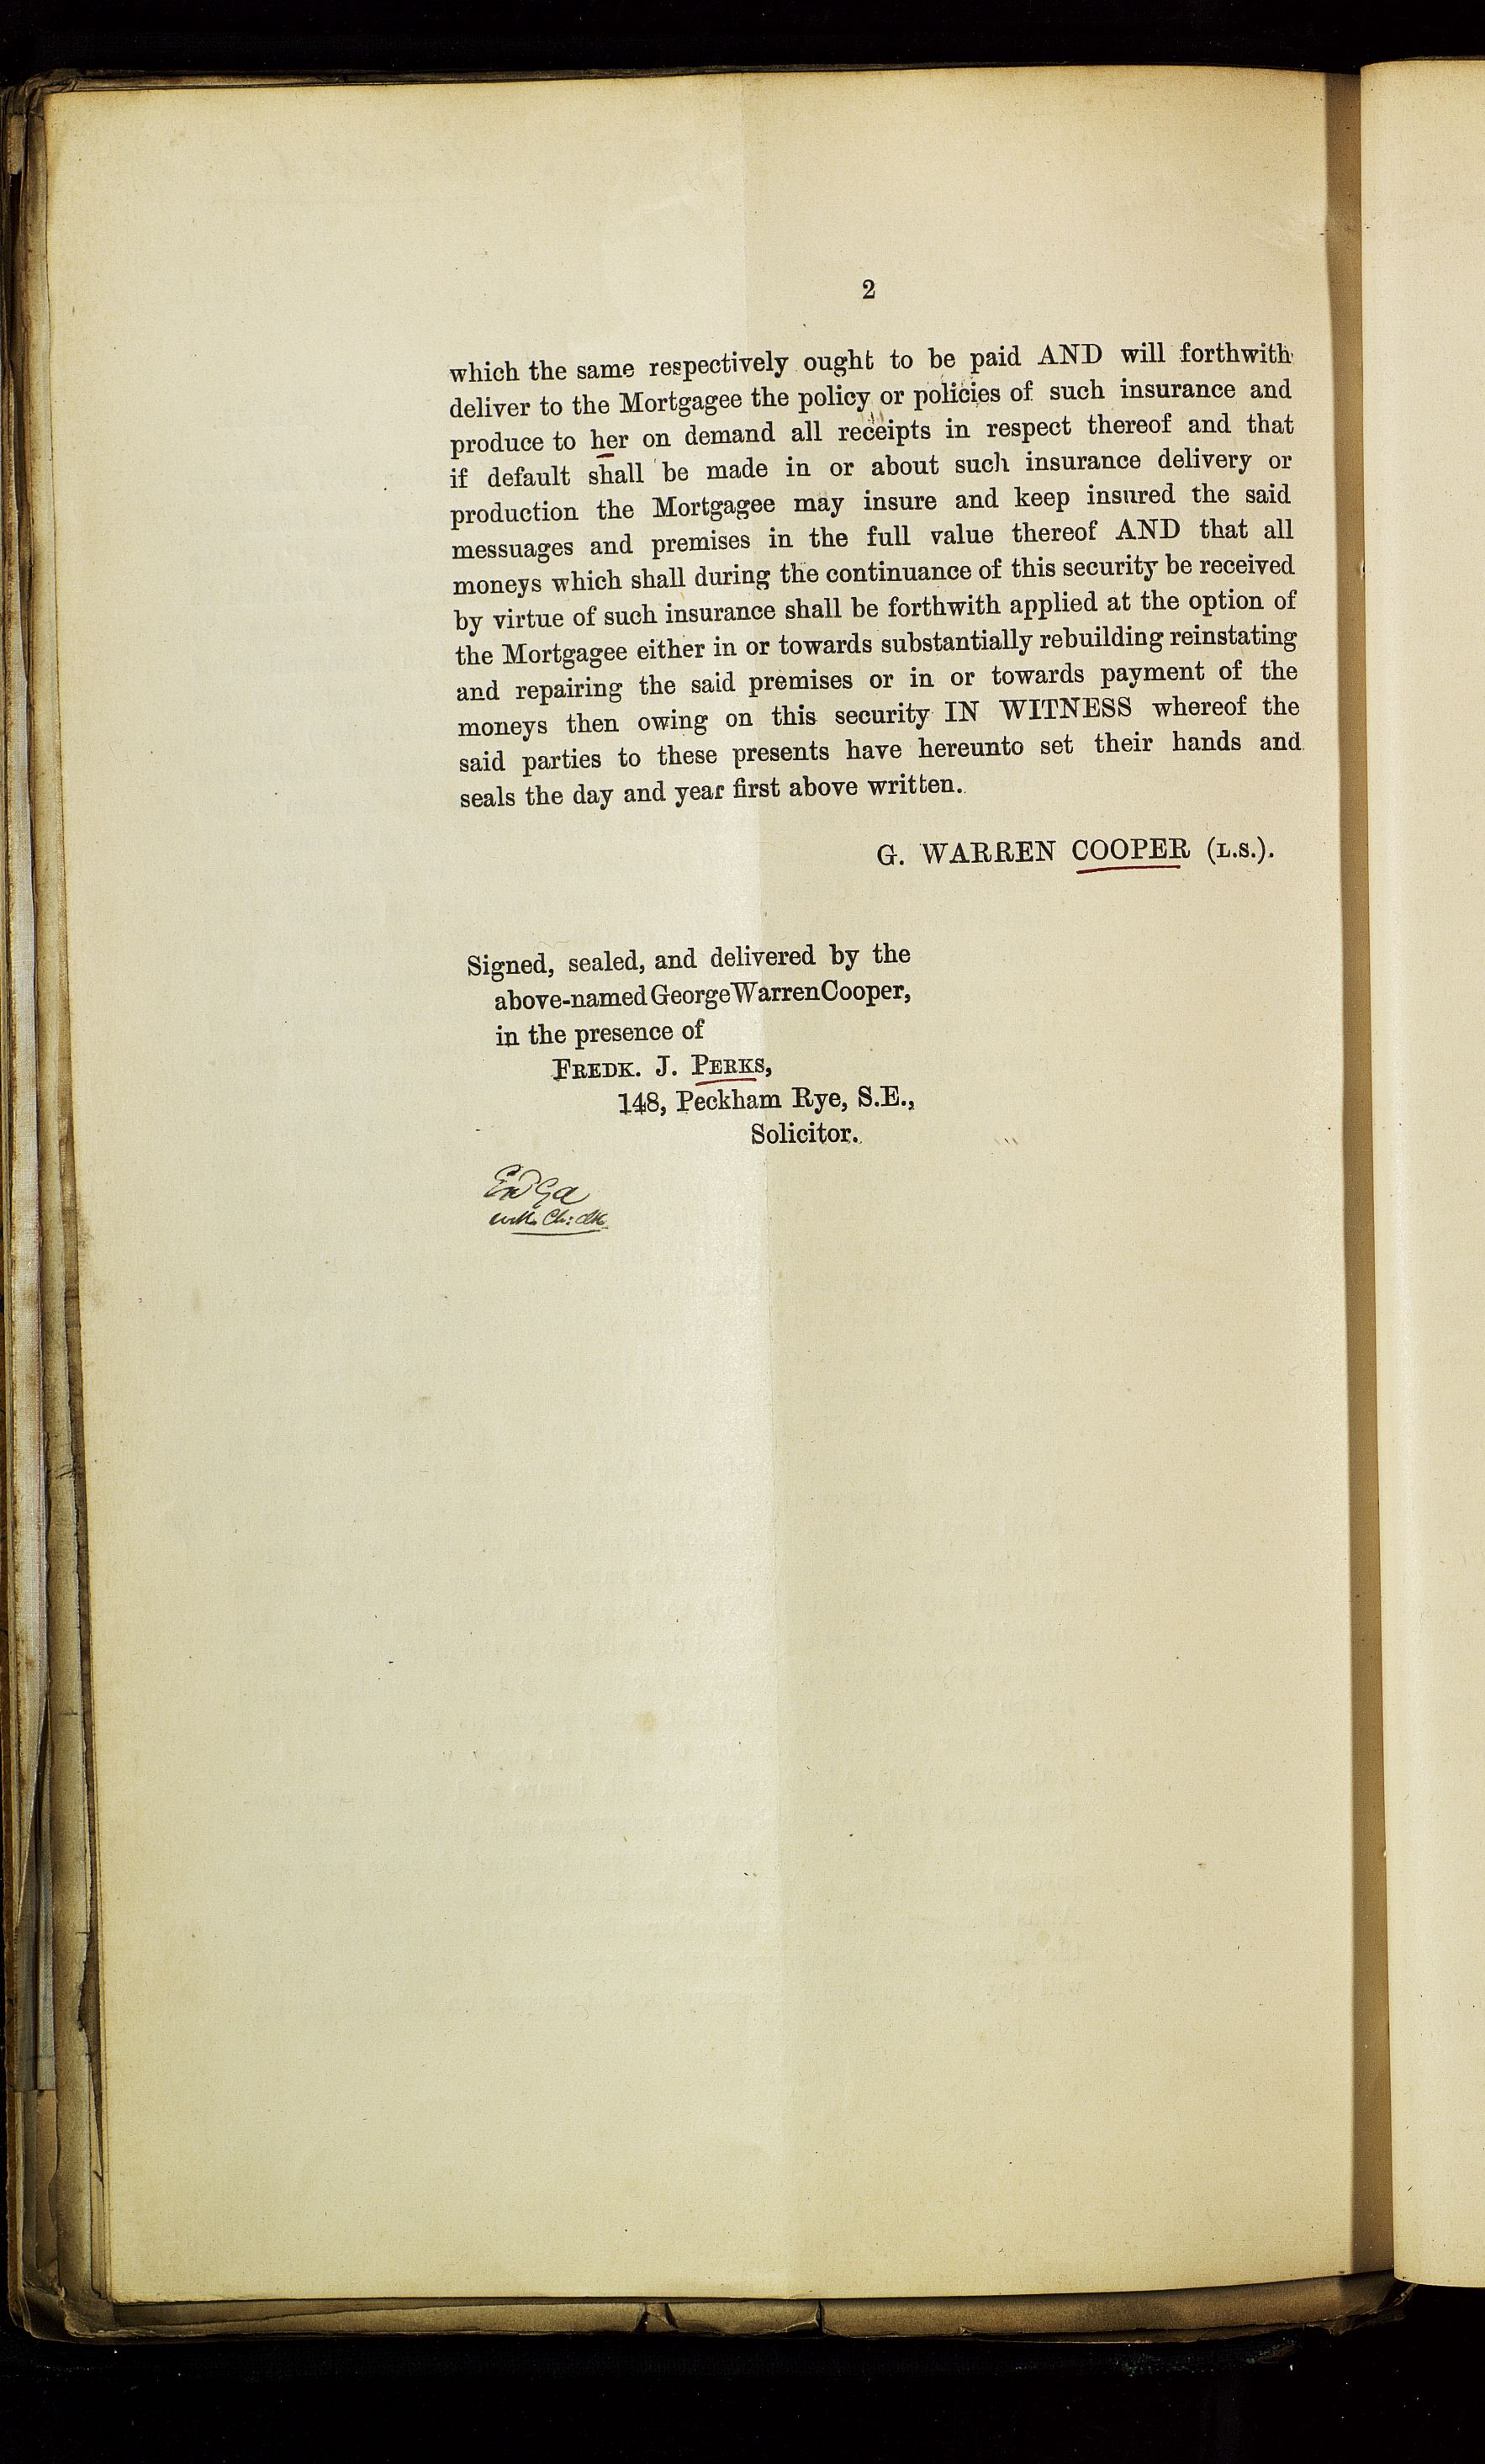 2
which the same respectively ought to be paid AND will forthwith
deliver to the Mortgagee the policy or policies of such insurance and
produce to her on demand all receipts in respect thereof and that
if default shall be made in or about such insurance delivery or
production the Mortgagee may insure and keep insured the said
messuages and premises in the full value thereof AND that all
moneys which shall during the continuance of this security be received
by virtue of such insurance shall be forthwith applied at the option of
the Mortgagee either in or towards substantially rebuilding reinstating
and repairing the said premises or in or towards payment of the
moneys then owing on this security IN WITNESS whereof the
said parties to these presents have hereunto set their hands and
seals the day and year first above written.
G. WARREN COOPER (L.S.).
Signed, sealed, and delivered by the
above-named George Warren Cooper,
in the presence of
FREDK. J. PERKS,
148, Peckham Rye, S.E.,
Solicitor.